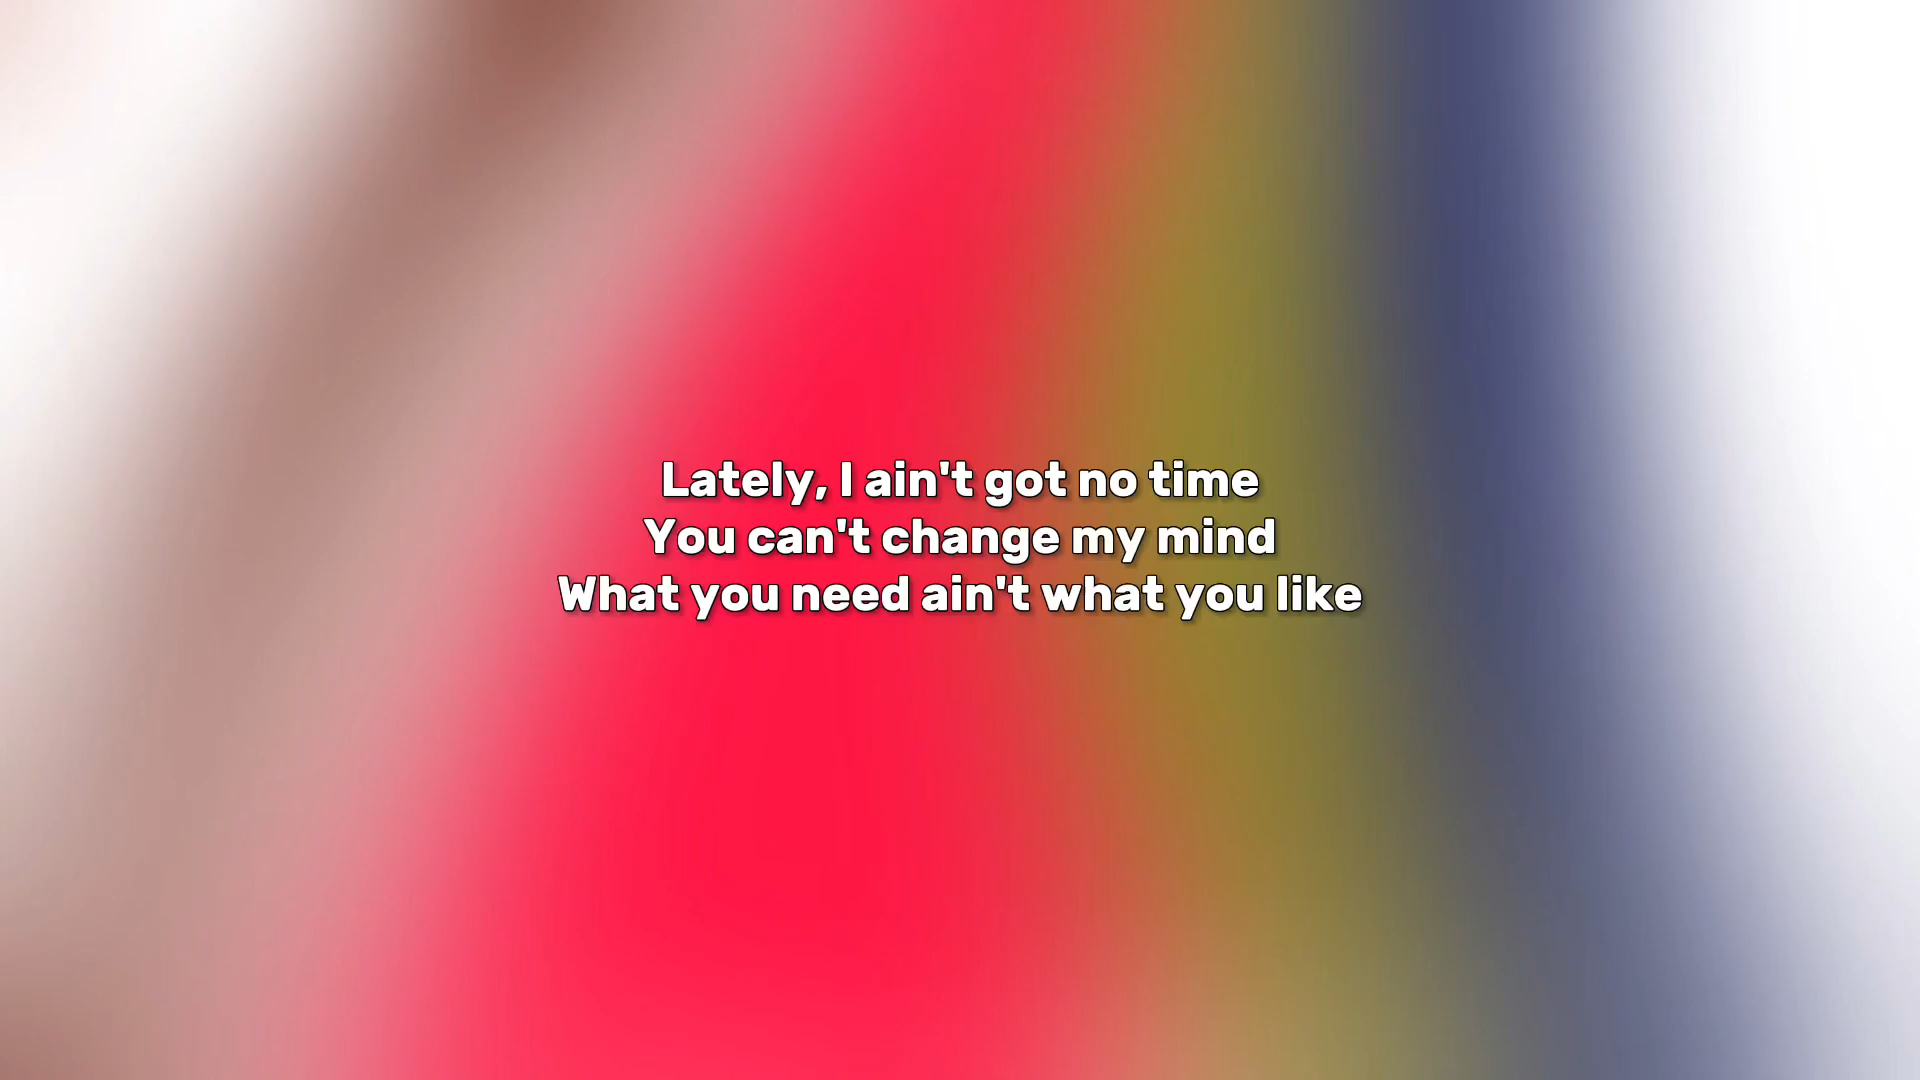 Lately, I ain't got no time
You can't change my mind
What you need ain't what you like